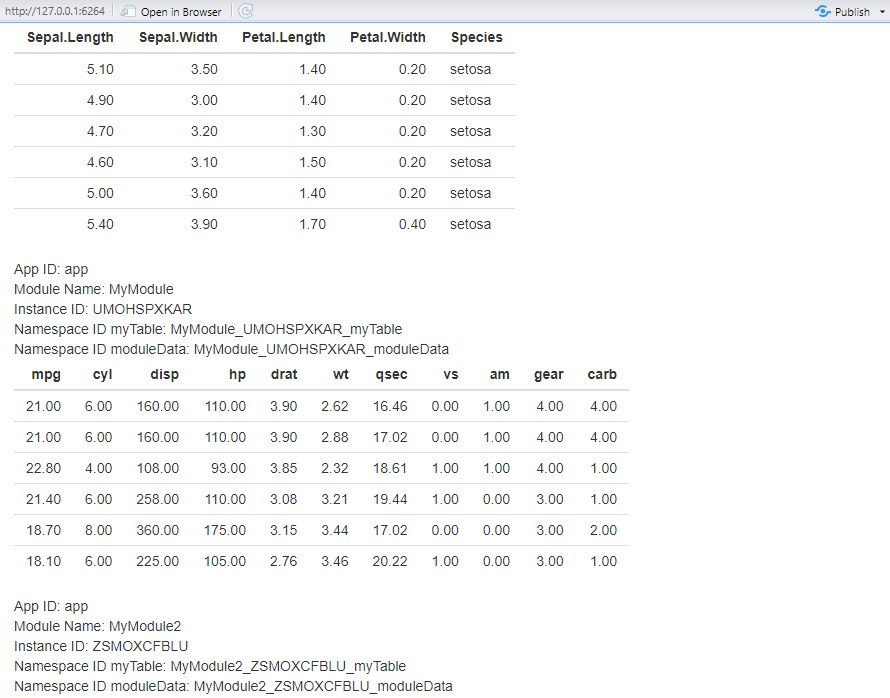 http://127.0.0.1:6264 Open in Browser Publish
Sepal.Length Sepal.Width Petal.Length Petal.Width Species
5.10 3.50 1.40 0.20 setosa
4.90 3.00 1.40 0.20 setosa
4.70 3.20 1.30 0.20 setosa
4.60 3.10 1.50 0.20 setosa
5.00 3.60 1.40 0.20 setosa
5.40 3.90 1.70 0.40 setosa
App ID: app
Module Name: MyModule
Instance ID: UMOHSPXKAR
Namespace ID myTable: MyModule_UMOHSPXKAR_myTable
Namespace ID moduleData: MyModule_UMOHSPXKAR_moduleData
mpg cyl disp hp drat wt qsec vs am gear carb
21.00 6.00 160.00 110.00 3.90 2.62 16.46 0.00 1.00 4.00 4.00
21.00 6.00 160.00 110.00 3.90 2.88 17.02 0.00 1.00 4.00 4.00
22.80 4.00 108.00 93.00 3.85 2.32 18.61 1.00 1.00 4.00 1.00
21.40 6.00 258.00 110.00 3.08 3.21 19.44 1.00 0.00 3.00 1.00
18.70 8.00 360.00 175.00 3.15 3.44 17.02 0.00 0.00 3.00 2.00
18.10 6.00 225.00 105.00 2.76 3.46 20.22 1.00 0.00 3.00 1.00
App ID: app
Module Name: MyModule2
Instance ID: ZSMOXCFBLU
Namespace ID myTable: MyModule2_ZSMOXCFBLU_myTable
Namespace ID moduleData: MyModule2_ZSMOXCFBLU_moduleData